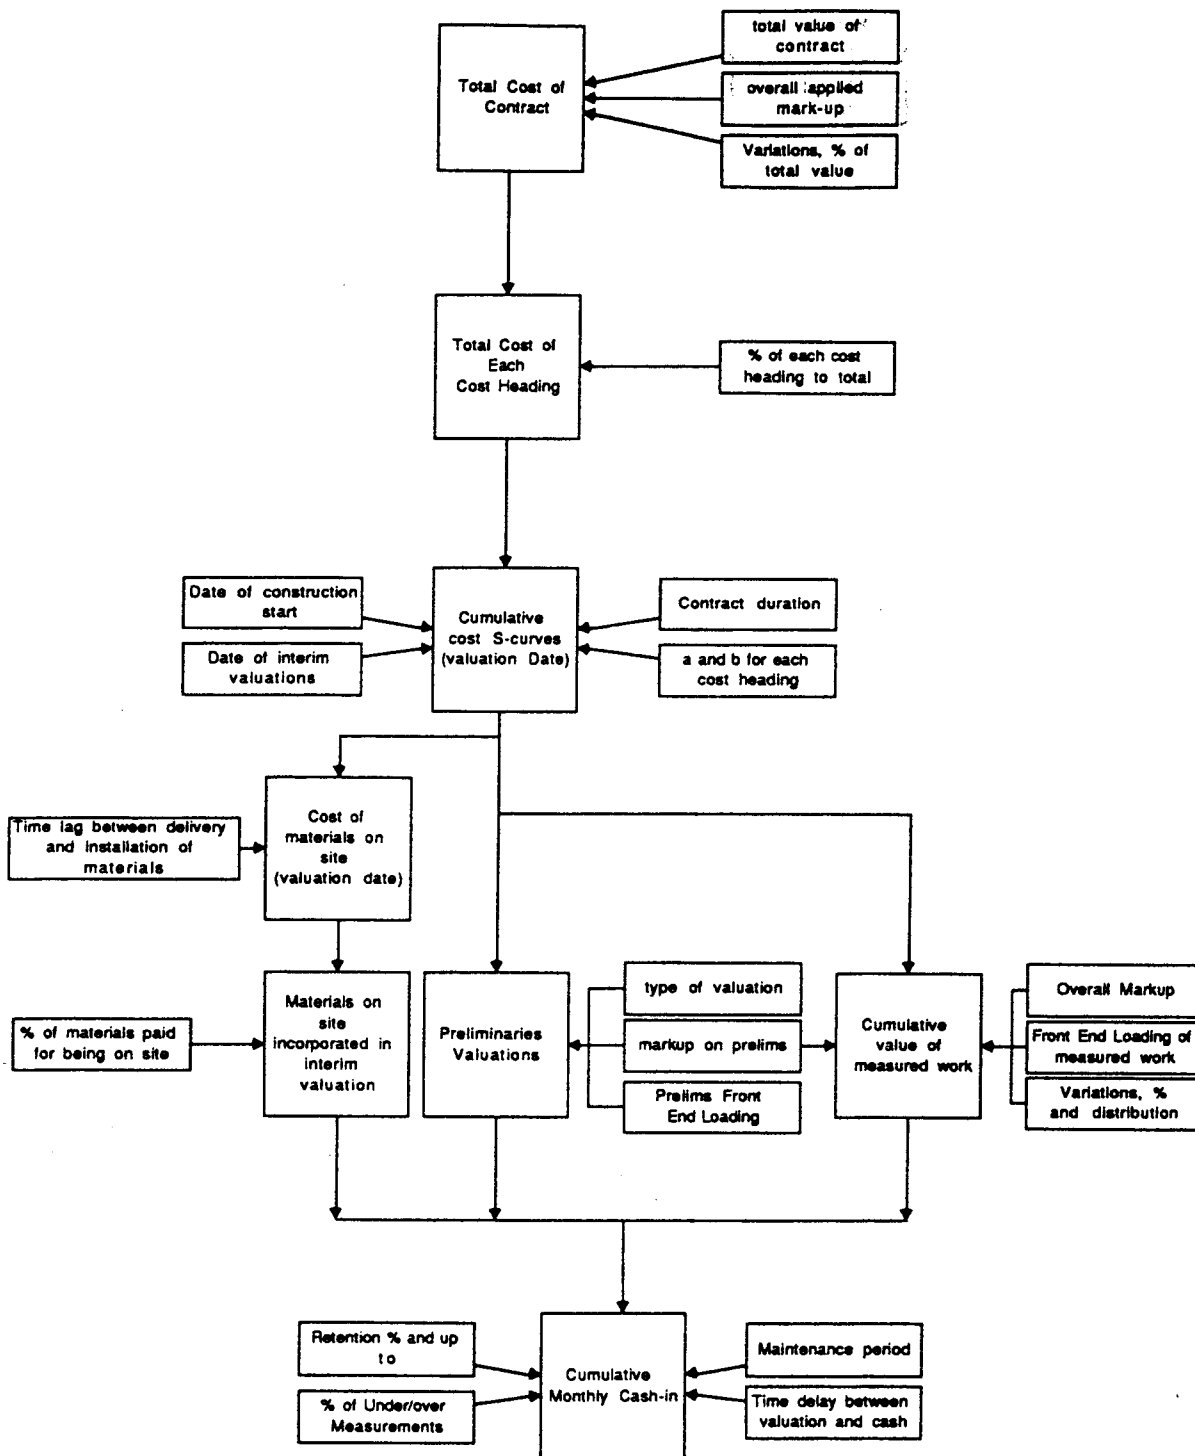 total value of
contract
Total Cost of
Contract
overall applied
mark-up
Variations, % of
total value
Total Cost of
Each
Cost Heading
% of each cost
heading to total
Date of construction
start
Date of interim
valuations
Cumulative
cost S-curves
(valuation Date)
Contract duration
a and b for each
cost heading
Time lag between delivery
and Installation of
materials
Cost of
materials on
site
(valuation date)
% of materials paid
for being on site
Materials on
site
incorporated in
interim
valuation
Preliminaries
Valuations
type of valuation
markup on prelims
Prelims Front
End Loading
Cumulative
value of
measured work
Overall Markup
Front End Loading of
measured work
Variations, %
and distribution
Retention % and up
to
% of Under/over
Measurements
Cumulative
Monthly Cash-in
Maintenance period
Time delay between
valuation and cash